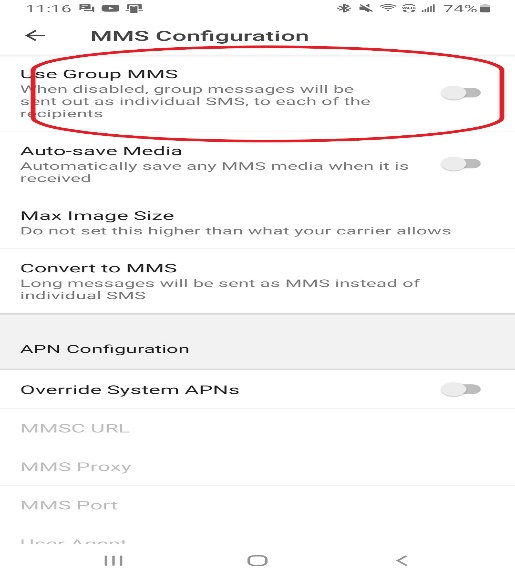 11:16 74%
MMS Configuration
Use Group MMS
When disabled, group messages will be
sent out as individual SMS, to each of the
recipients
Auto-save Media
Automatically save any MMS media when it is
received
Max Image Size
Do not set this higher than what your carrier allows
Convert to MMS
Long messages will be sent as MMS instead of
individual SMS
APN Configuration
Override System APNs
MMSC URL
MMS Proxy
MMS Port
User Agent